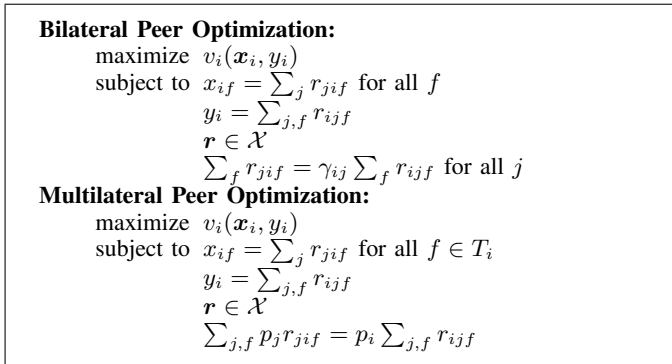 Bilateral Peer Optimization:
maximize v_i(x_i, y_i)
subject to x_{if} = ∑_j r_{jif} for all f
y_i = ∑_{j,f} r_{ijf}
r ∈ 𝒳
∑_f r_{jif} = γ_{ij} ∑_f r_{ijf} for all j
Multilateral Peer Optimization:
maximize v_i(x_i, y_i)
subject to x_{if} = ∑_j r_{jif} for all f ∈ T_i
y_i = ∑_{j,f} r_{ijf}
r ∈ 𝒳
∑_{j,f} p_j r_{jif} = p_i ∑_{j,f} r_{ijf}